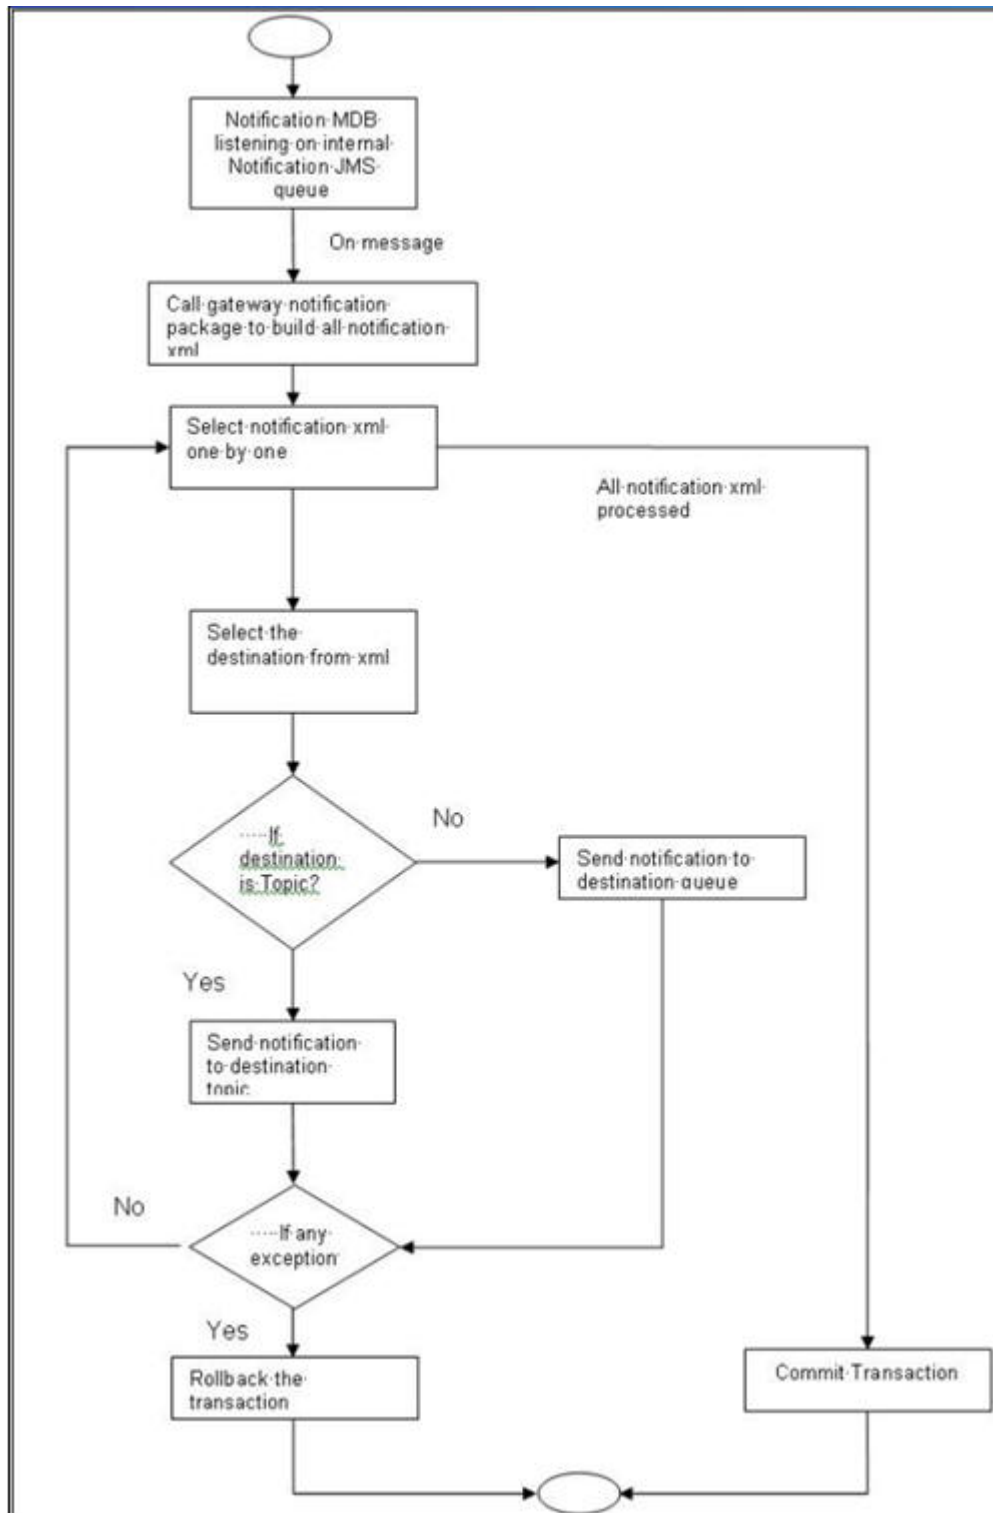 Notification MDB
listening on internal
Notification JMS
queue
On message
Call gateway notification
package to build all notification
xml
Select notification xml
one by one
All notification xml
processed
Select the
destination from xml
If
destination
is Topic?
No
Send notification to
destination queue
Yes
Send notification
to destination
topic
No
If any
exception
Yes
Rollback the
transaction
Commit Transaction